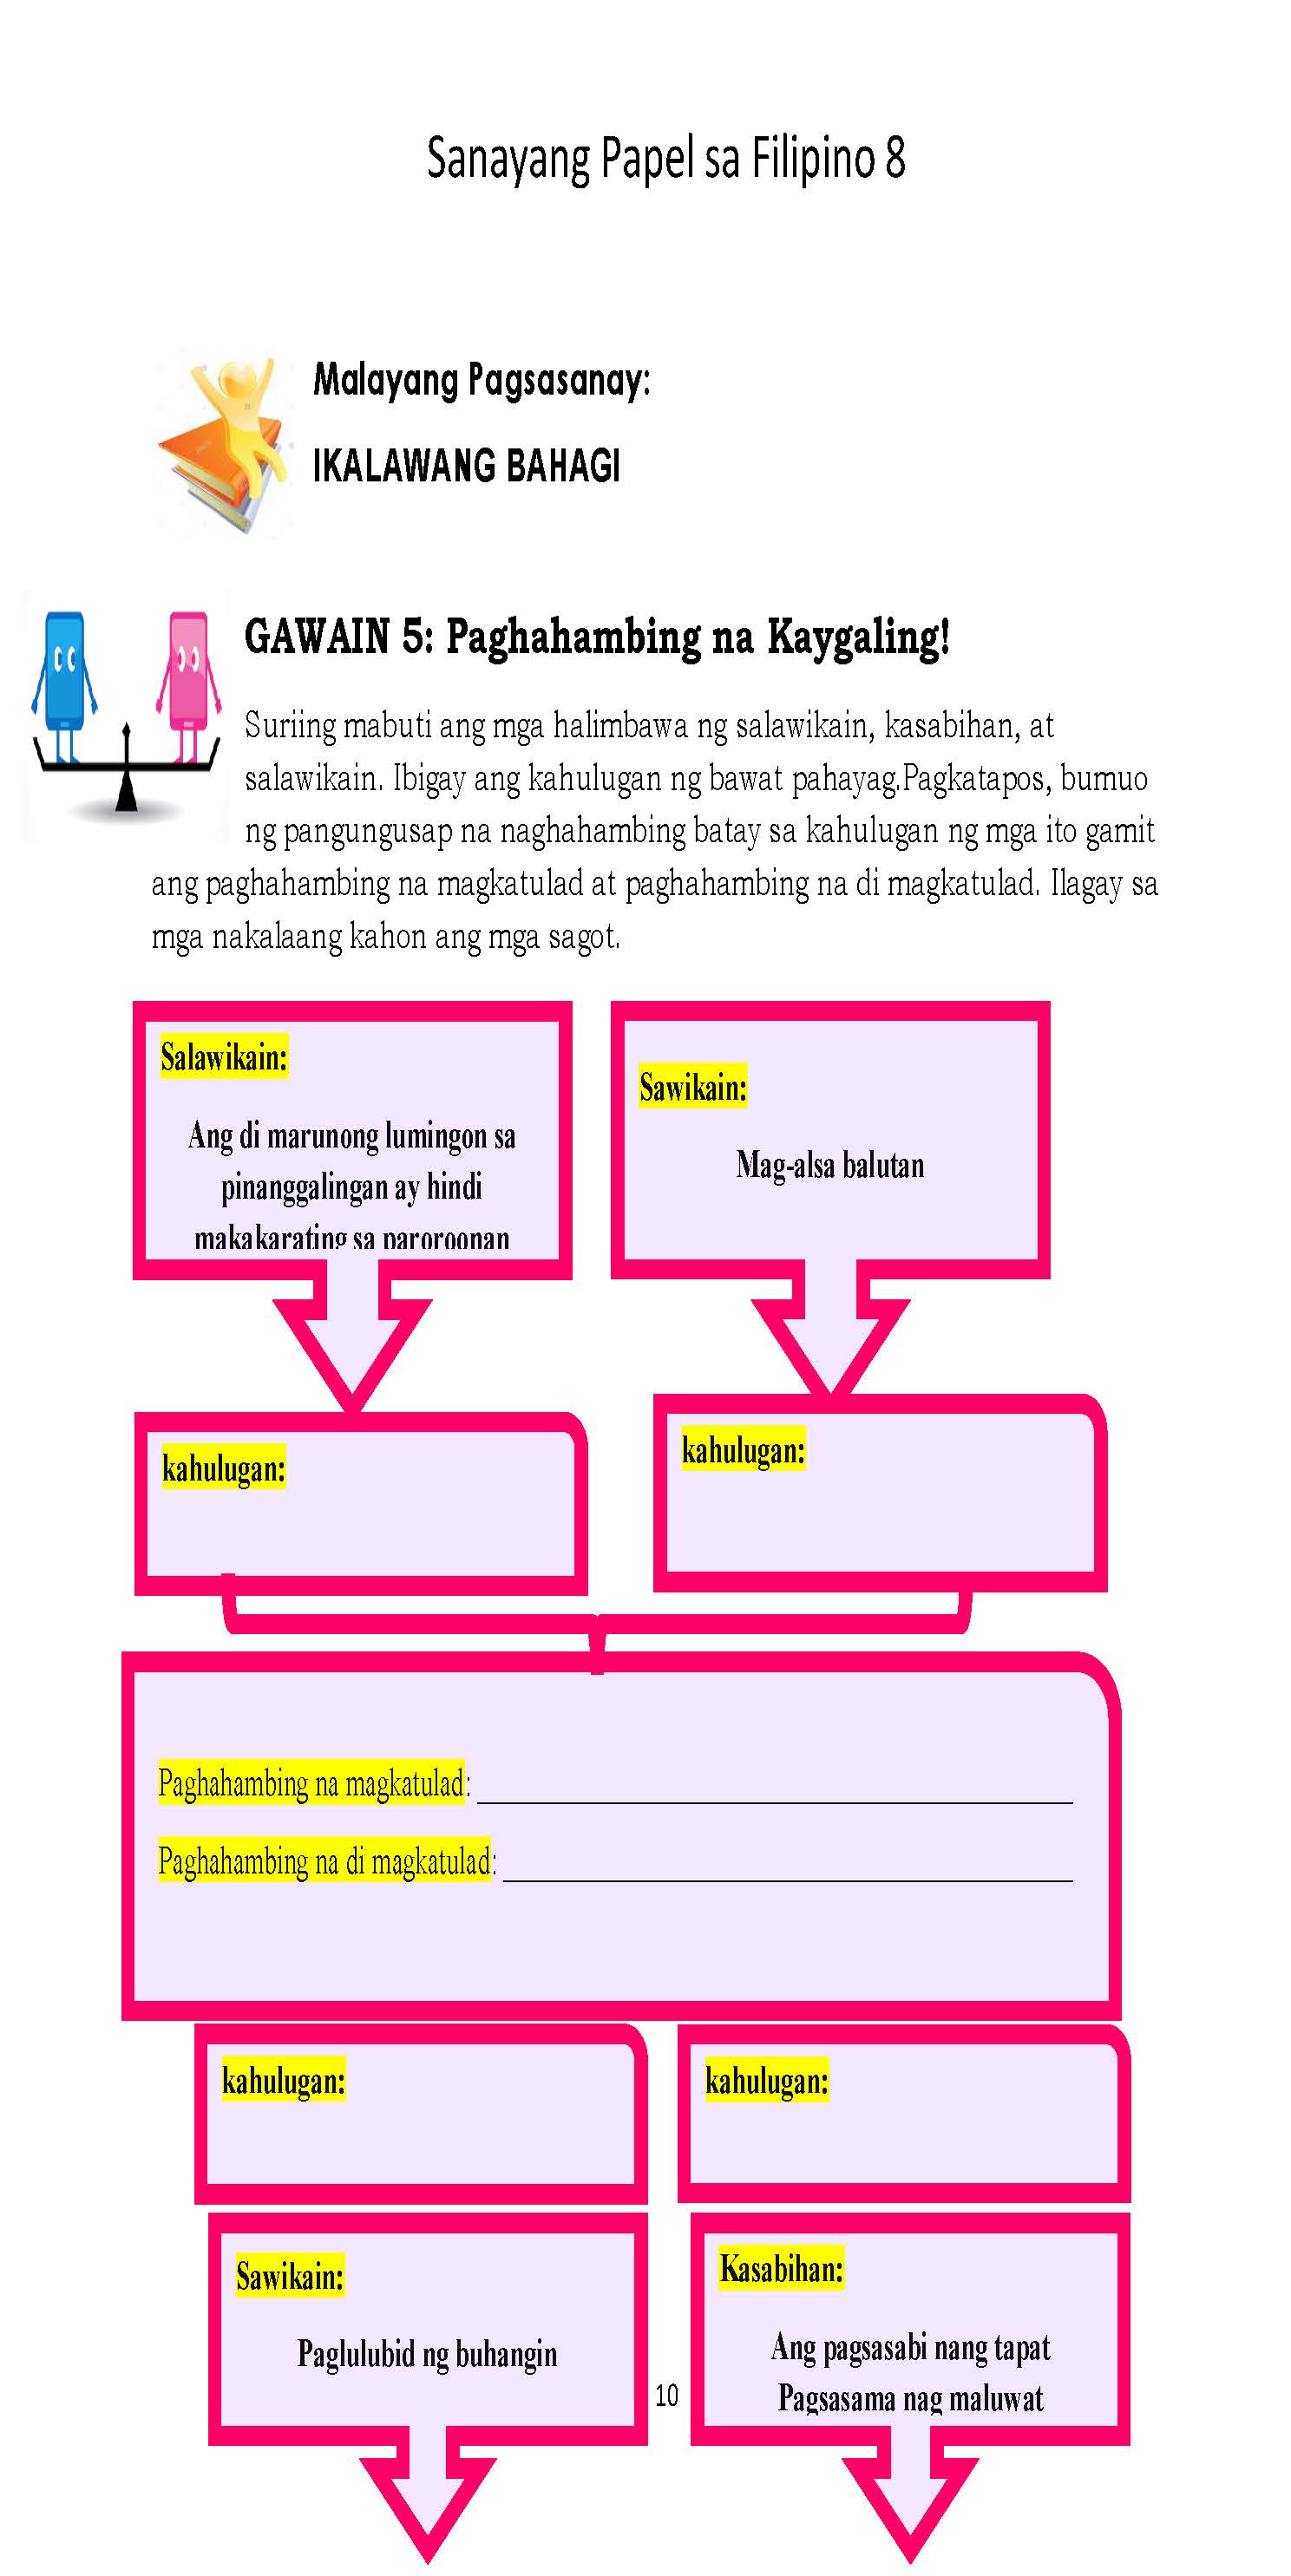 Sanayang Papel sa Filipino 8
Malayang Pagsasanay:
IKALAWANG BAHAGI
GAWAIN 5: Paghahambing na Kaygaling!
Suriing mabuti ang mga halimbawa ng salawikain, kasabihan, at
salawikain. Ibigay ang kahulugan ng bawat pahayag.Pagkatapos, bumuo
ng pangungusap na naghahambing batay sa kahulugan ng mga ito gamit
ang paghahambing na magkatulad at paghahambing na di magkatulad. Ilagay sa
mga nakalaang kahon ang mga sagot.
Salawikain:
Ang di marunong lumingon sa
pinanggalingan ay hindi
makakarating sa paroroonan
Sawikain:
Mag-alsa balutan
kahulugan:
kahulugan:
Paghahambing na magkatulad:
Paghahambing na di magkatulad:
kahulugan:
kahulugan:
Sawikain:
Paglulubid ng buhangin
Kasabihan:
Ang pagsasabi nang tapat
Pagsasama nag maluwat
10